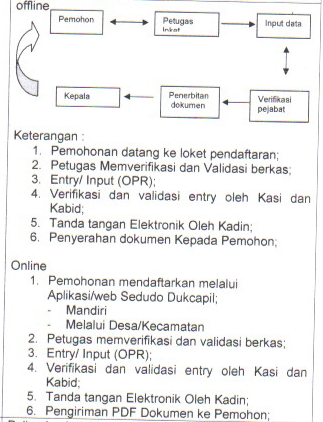 offline
Pemohon
Petugas
loket
Input data
Kepala
Penerbitan
dokumen
Verifikasi
pejabat
Keterangan :
1. Pemohonan datang ke loket pendaftaran;
2. Petugas Memverifikasi dan Validasi berkas;
3. Entry/ Input (OPR);
4. Verifikasi dan validasi entry oleh Kasi dan
Kabid;
5. Tanda tangan Elektronik Oleh Kadin;
6. Penyerahan dokumen Kepada Pemohon;
Online
1. Pemohonan mendaftarkan melalui
Aplikasi/web Sedudo Dukcapil;
- Mandiri
- Melalui Desa/Kecamatan
2. Petugas memverifikasi dan validasi berkas;
3. Entry/ Input (OPR);
4. Verifikasi dan validasi entry oleh Kasi dan
Kabid;
5. Tanda tangan Elektronik Oleh Kadin;
6. Pengiriman PDF Dokumen ke Pemohon;